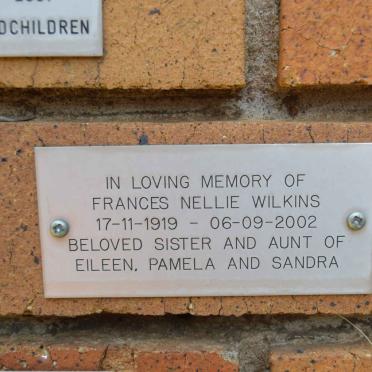 DCHILDREN
IN LOVING MEMORY OF
FRANCES NELLIE WILKINS
17-11-1919 - 06-09-2002
BELOVED SISTER AND AUNT OF
EILEEN, PAMELA AND SANDRA